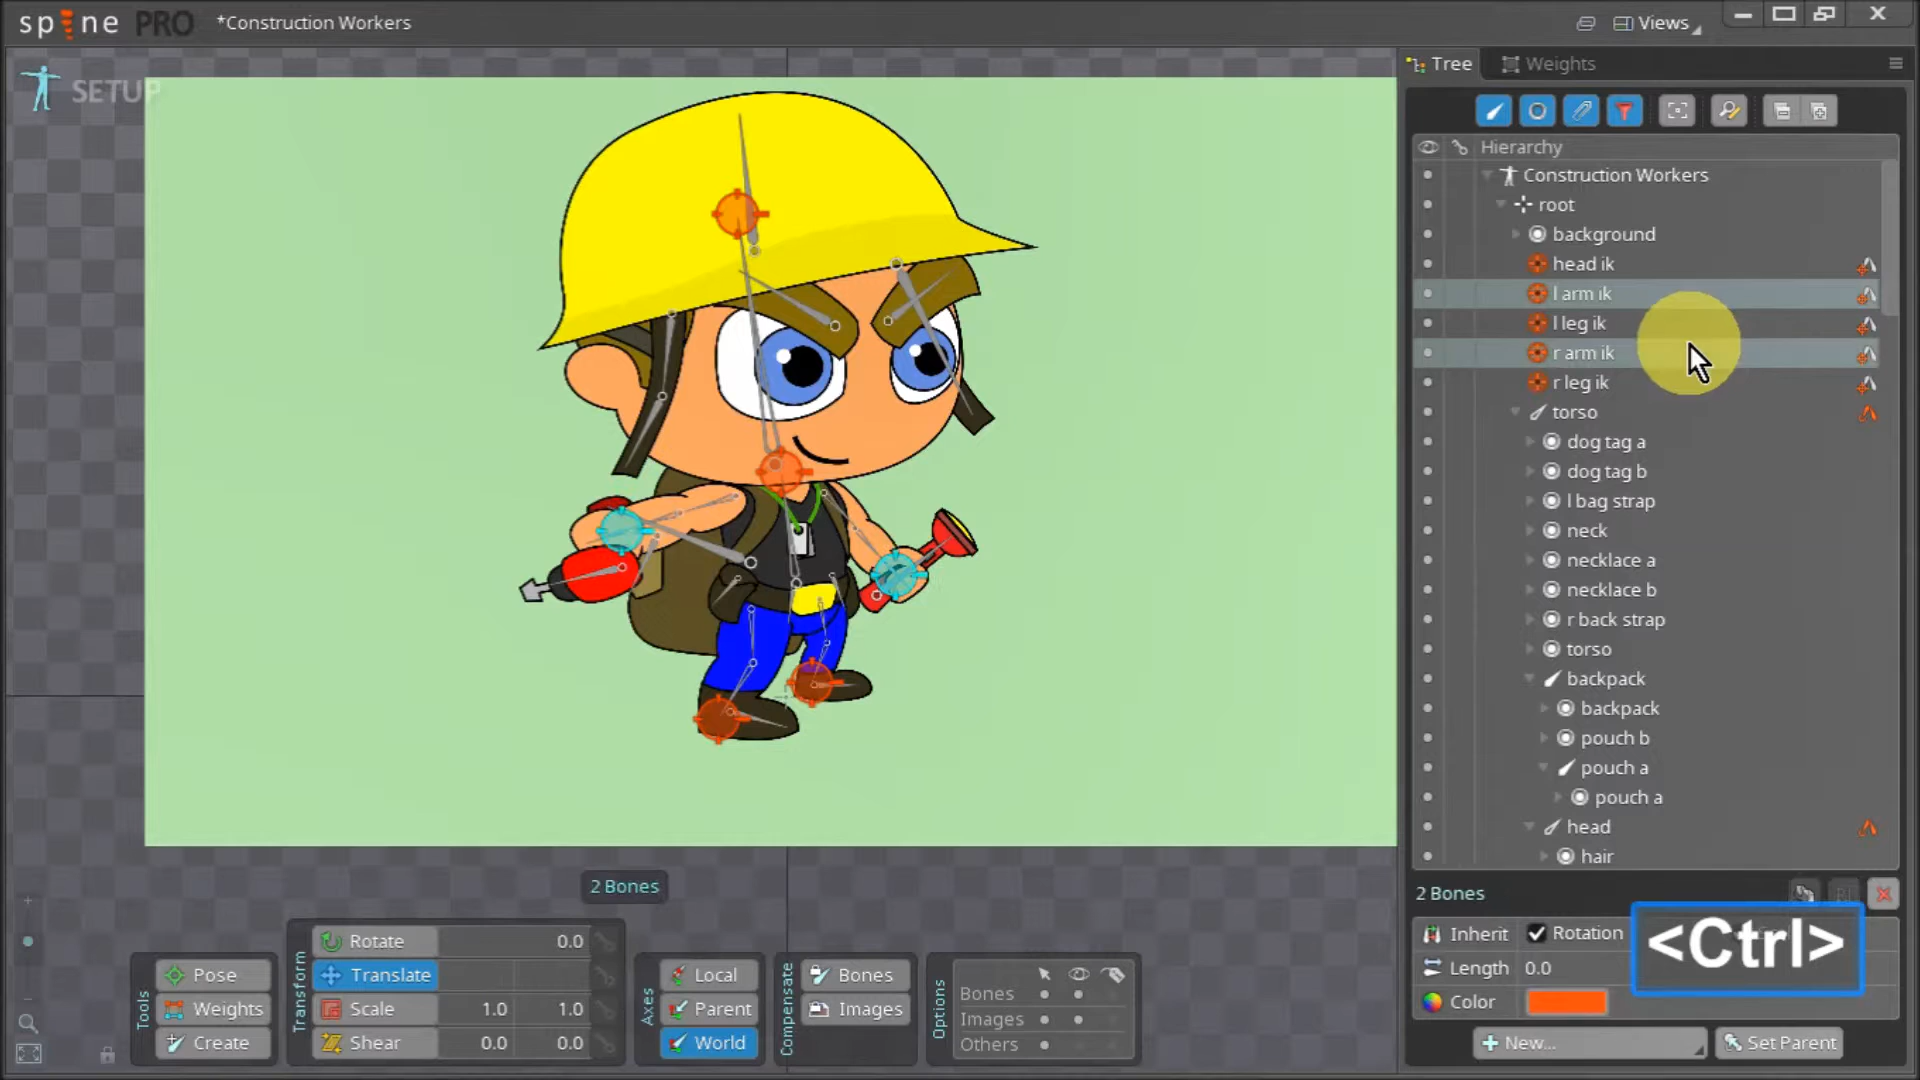 spine PRO
*Construction Workers
Views
SETUP
Tree
Weights
Hierarchy
Construction Workers
root
background
head ik
l arm ik
l leg ik
r arm ik
r leg ik
torso
dog tag a
dog tag b
l bag strap
neck
necklace a
necklace b
r back strap
torso
backpack
backpack
pouch b
pouch a
pouch a
head
hair
2 Bones
2 Bones
Inherit
Rotation
Length
0.0
Color
<Ctrl>
New...
Set Parent
Tools
Pose
Weights
Create
Transform
Rotate
0.0
Translate
Scale
1.0
1.0
Shear
0.0
0.0
Axes
Local
Parent
World
Compensate
Bones
Images
Options
Bones
Images
Others